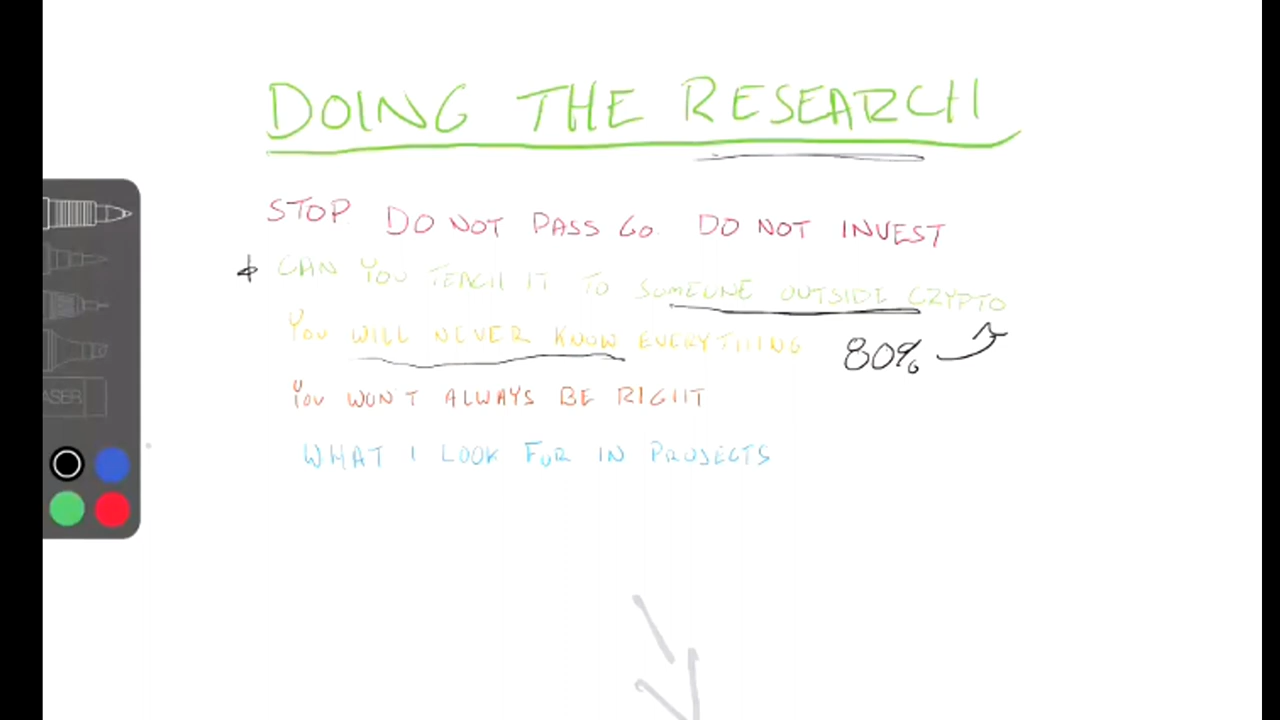 DOING THE RESEARCH
STOP DO NOT PASS GO. DO NOT INVEST
CAN YOU TEACH IT TO SOMEONE OUTSIDE CRYPTO
YOU WILL NEVER KNOW EVERYTHING
80%
YOU WON'T ALWAYS BE RIGHT
WHAT I LOOK FOR IN PROJECTS
ASER